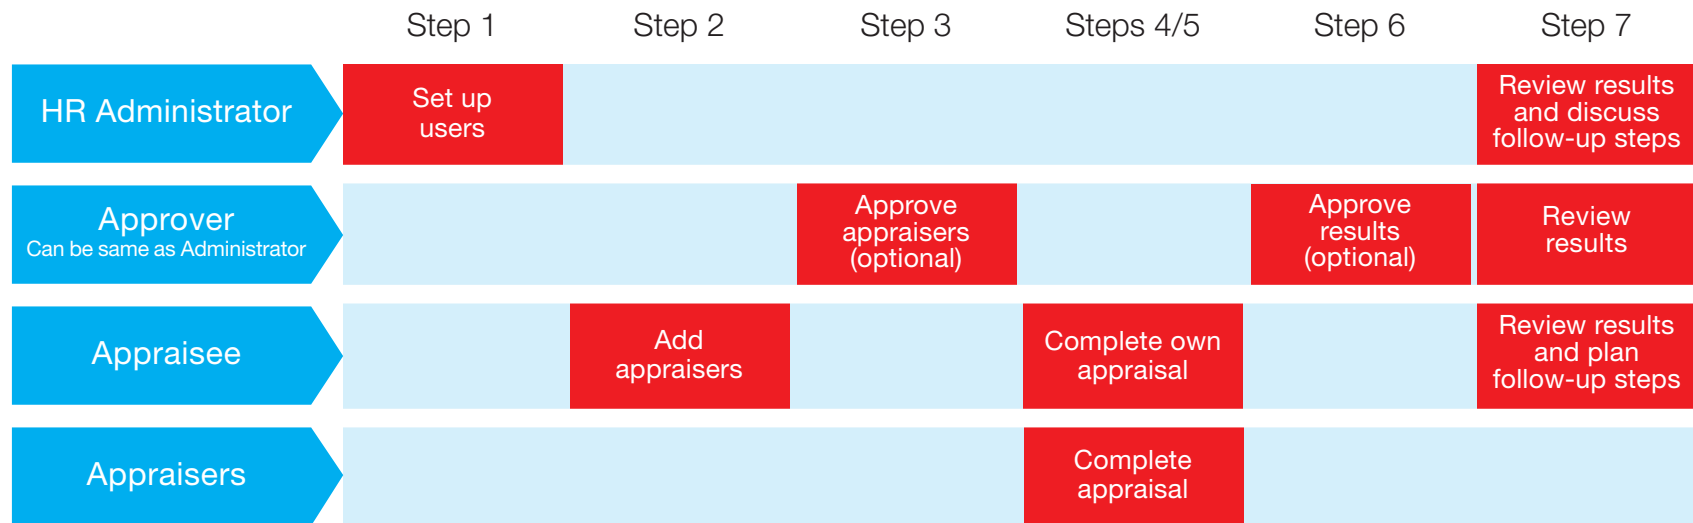 Step 1
Step 2
Step 3
Steps 4/5
Step 6
Step 7
HR Administrator
Set up
users
Review results
and discuss
follow-up steps
Approver
Can be same as Administrator
Approve
appraisers
(optional)
Approve
results
(optional)
Review
results
Appraisee
Add
appraisers
Complete own
appraisal
Review results
and plan
follow-up steps
Appraisers
Complete
appraisal